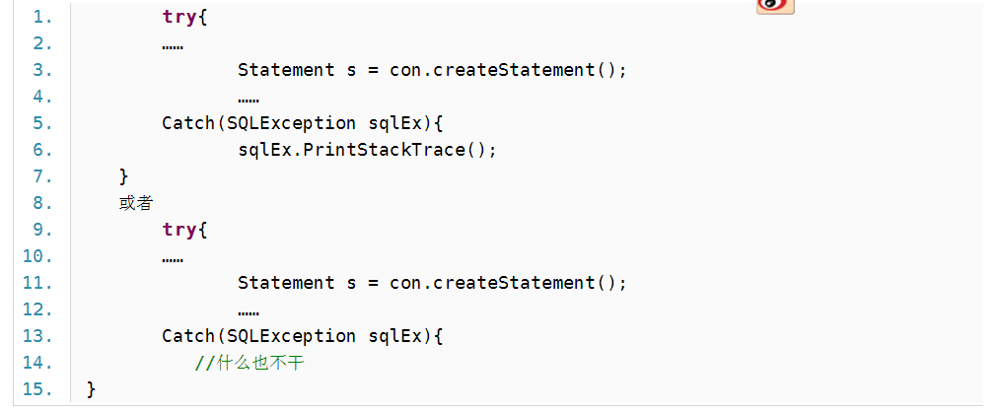 1. try{
2. ……
3. Statement s = con.createStatement();
4. ……
5. Catch(SQLException sqlEx){
6. sqlEx.PrintStackTrace();
7. }
8. 或者
9. try{
10. ……
11. Statement s = con.createStatement();
12. ……
13. Catch(SQLException sqlEx){
14. //什么也不干
15. }